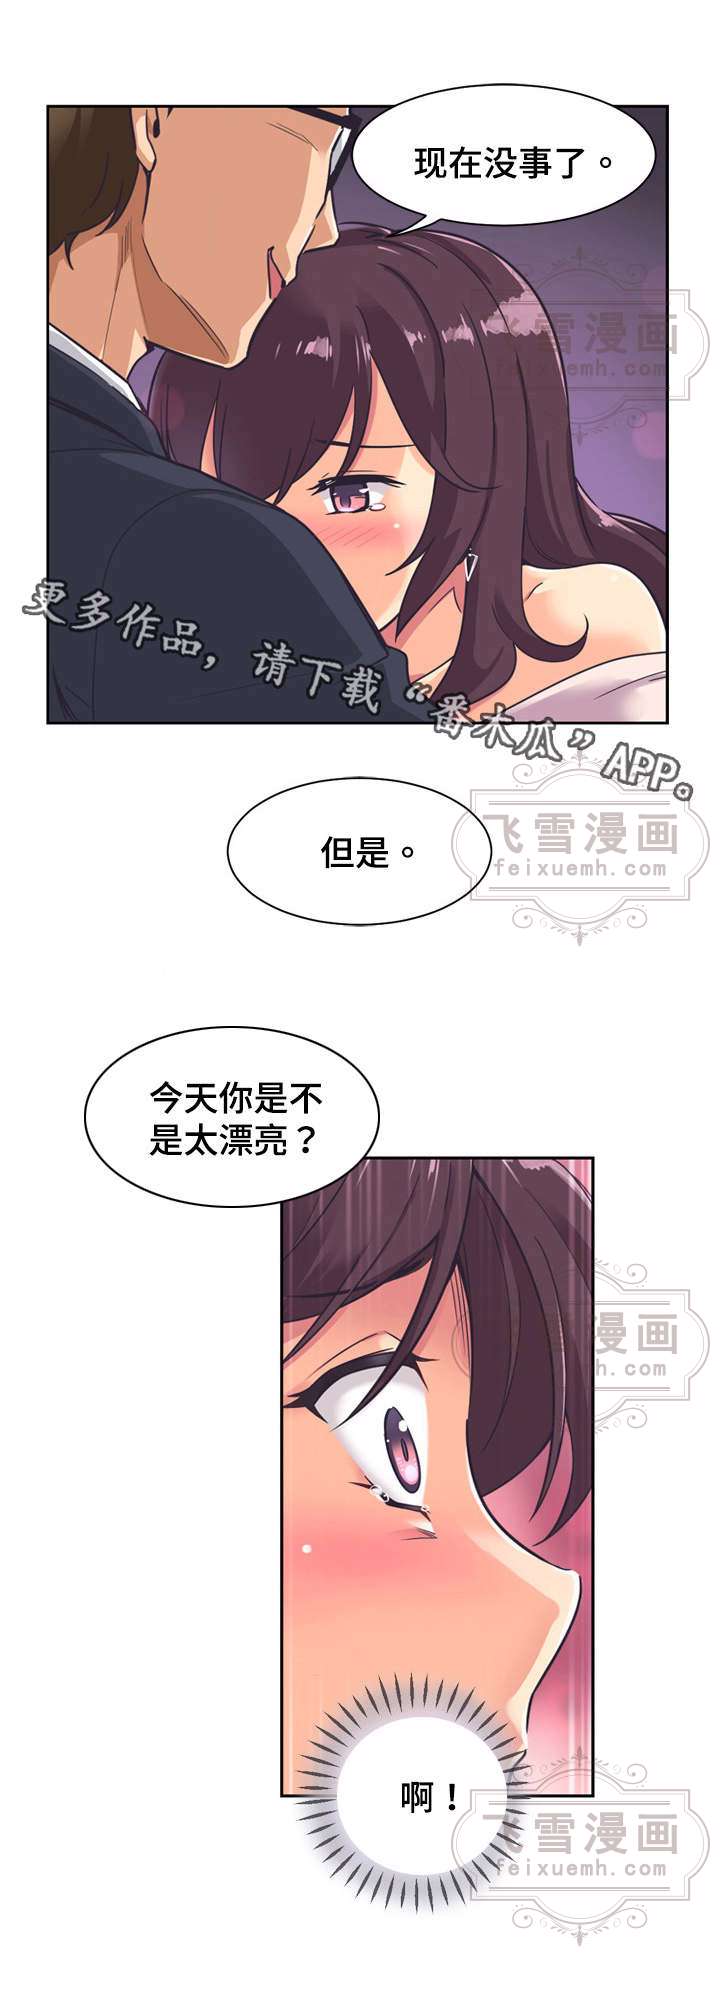 现在没事了。
飞雪漫画
feixuemh.com
更多作品，请下载“番木瓜”APP。
但是。
飞雪漫画
feixuemh.com
今天你是不
是太漂亮？
雪漫画
.com
啊！
飞雪漫画
feixuemh.com